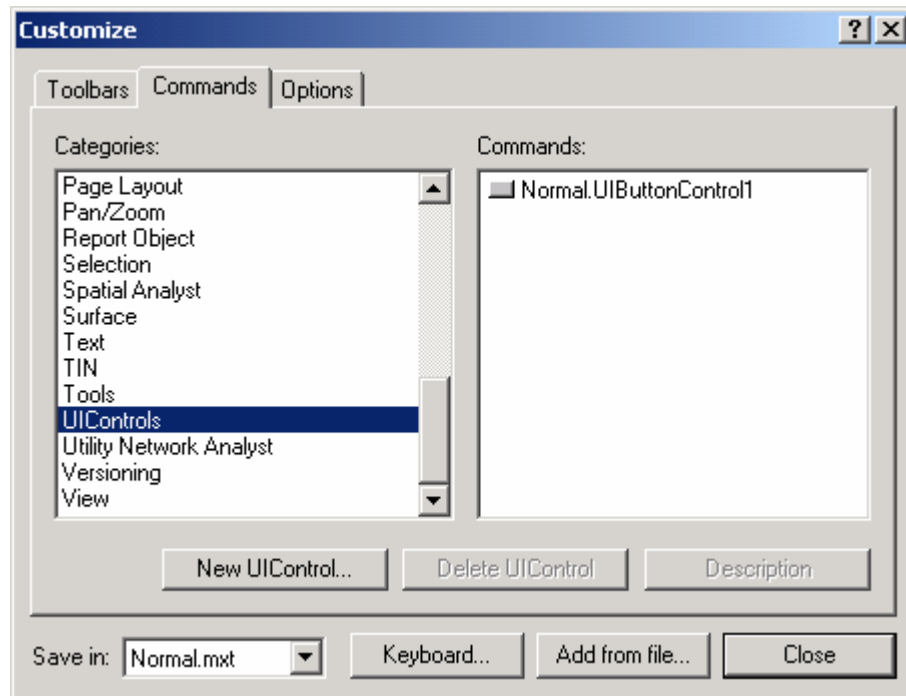 Customize
Toolbars Commands Options
Categories:
Page Layout
Pan/Zoom
Report Object
Selection
Spatial Analyst
Surface
Text
TIN
Tools
UIControls
Utility Network Analyst
Versioning
View
Commands:
Normal.UIButtonControl1
New UIControl... Delete UIControl Description
Save in: Normal.mxt Keyboard... Add from file... Close